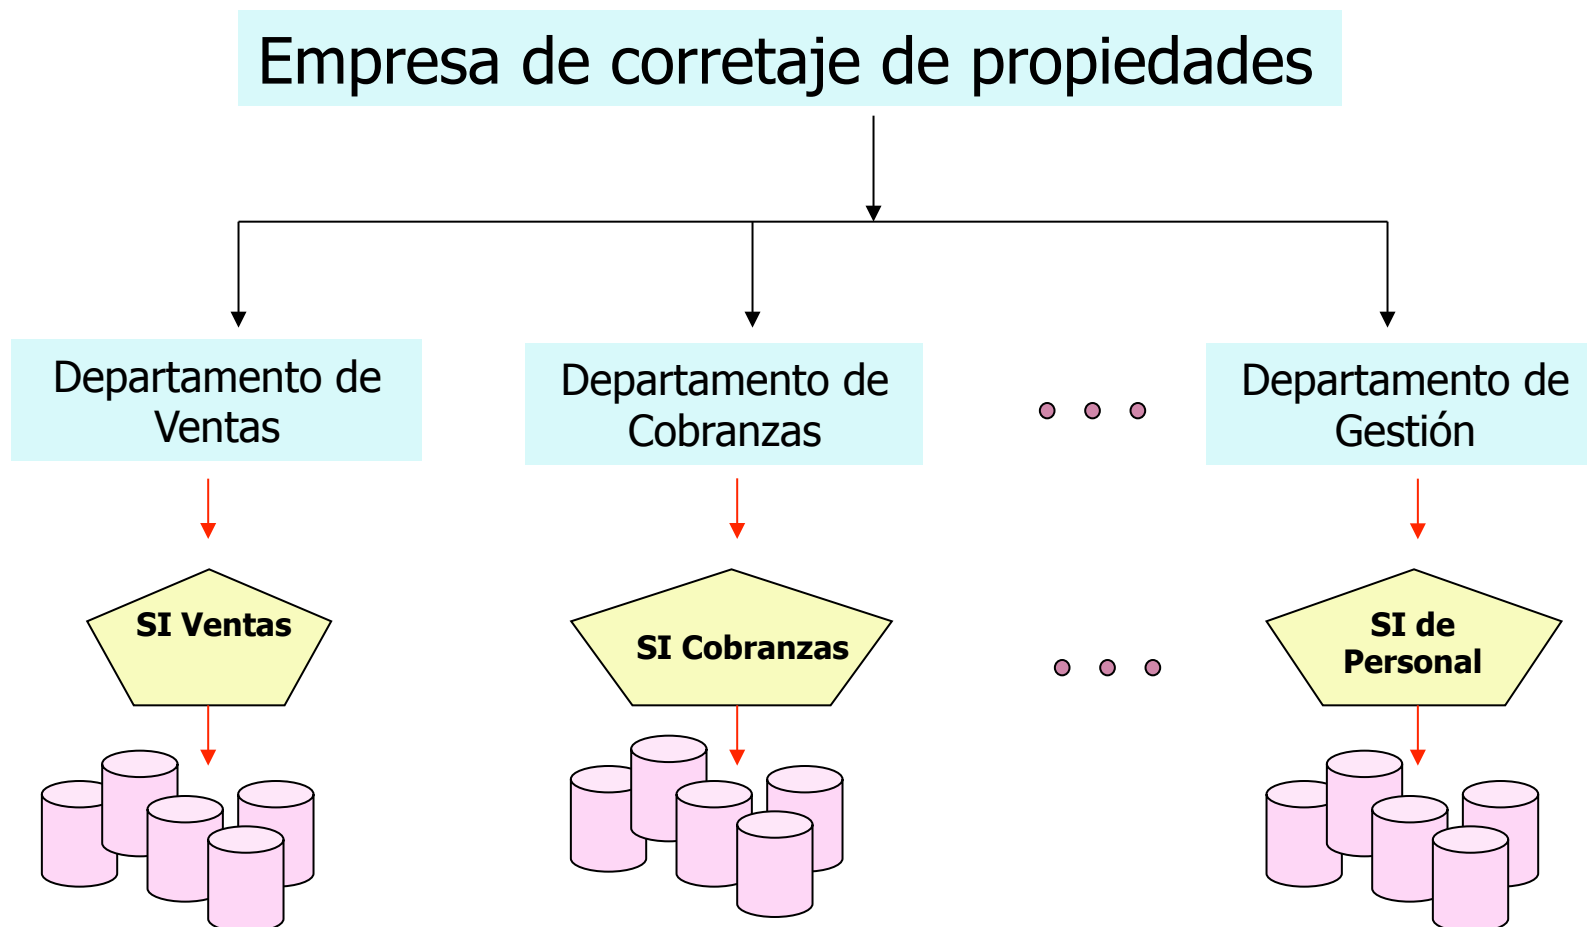 Empresa de corretaje de propiedades
Departamento de
Ventas
Departamento de
Cobranzas
Departamento de
Gestión
SI Ventas
SI Cobranzas
SI de
Personal